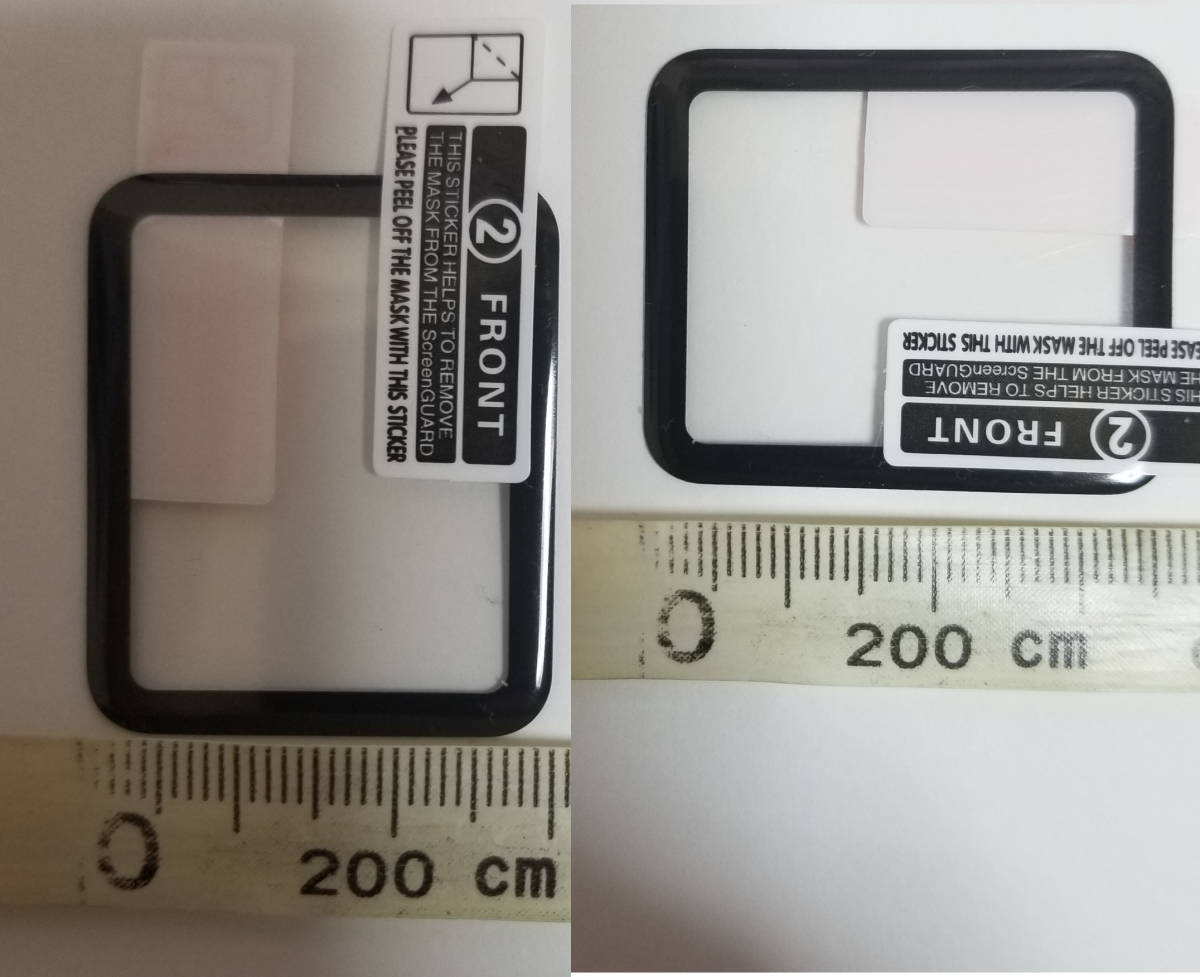 2 FRONT
THIS STICKER HELPS TO REMOVE
THE MASK FROM THE ScreenGUARD
PLEASE PEEL OFF THE MASK WITH THIS STICKER
0 200 cm
2 FRONT
HIS STICKER HELPS TO REMOVE
HE MASK FROM THE ScreenGUARD
EASE PEEL OFF THE MASK WITH THIS STICKER
0 200 cm